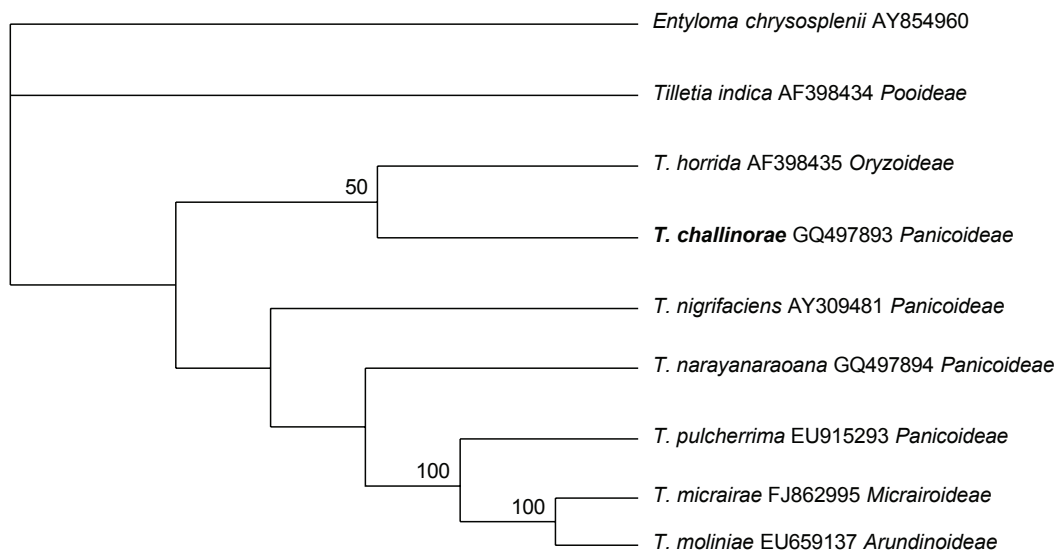 Entyloma chrysosplenii AY854960
Tilletia indica AF398434 Pooideae
T. horrida AF398435 Oryzoideae
50
T. challinorae GQ497893 Panicoideae
T. nigrifaciens AY309481 Panicoideae
T. narayanaraoana GQ497894 Panicoideae
T. pulcherrima EU915293 Panicoideae
100
T. micrairae FJ862995 Micrairoideae
100
T. moliniae EU659137 Arundinoideae